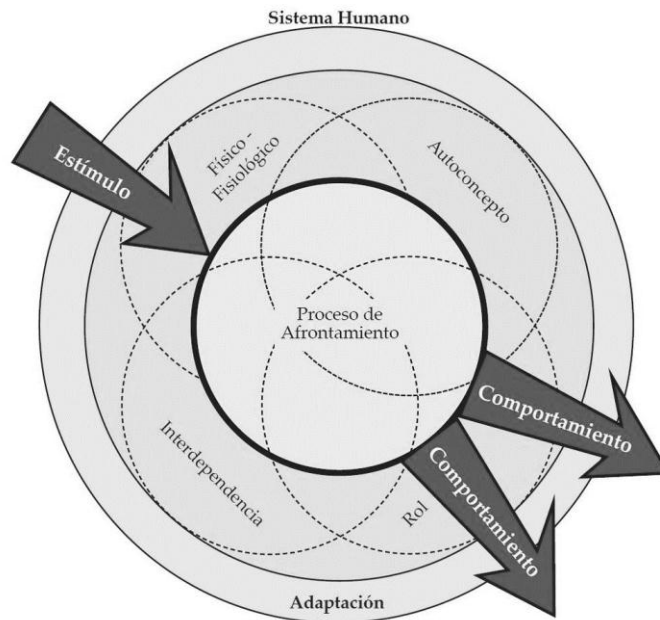 Sistema Humano
Estímulo
Físico -
Fisiológico
Autoconcepto
Proceso de
Afrontamiento
Comportamiento
Comportamiento
Interdependencia
Rol
Adaptación